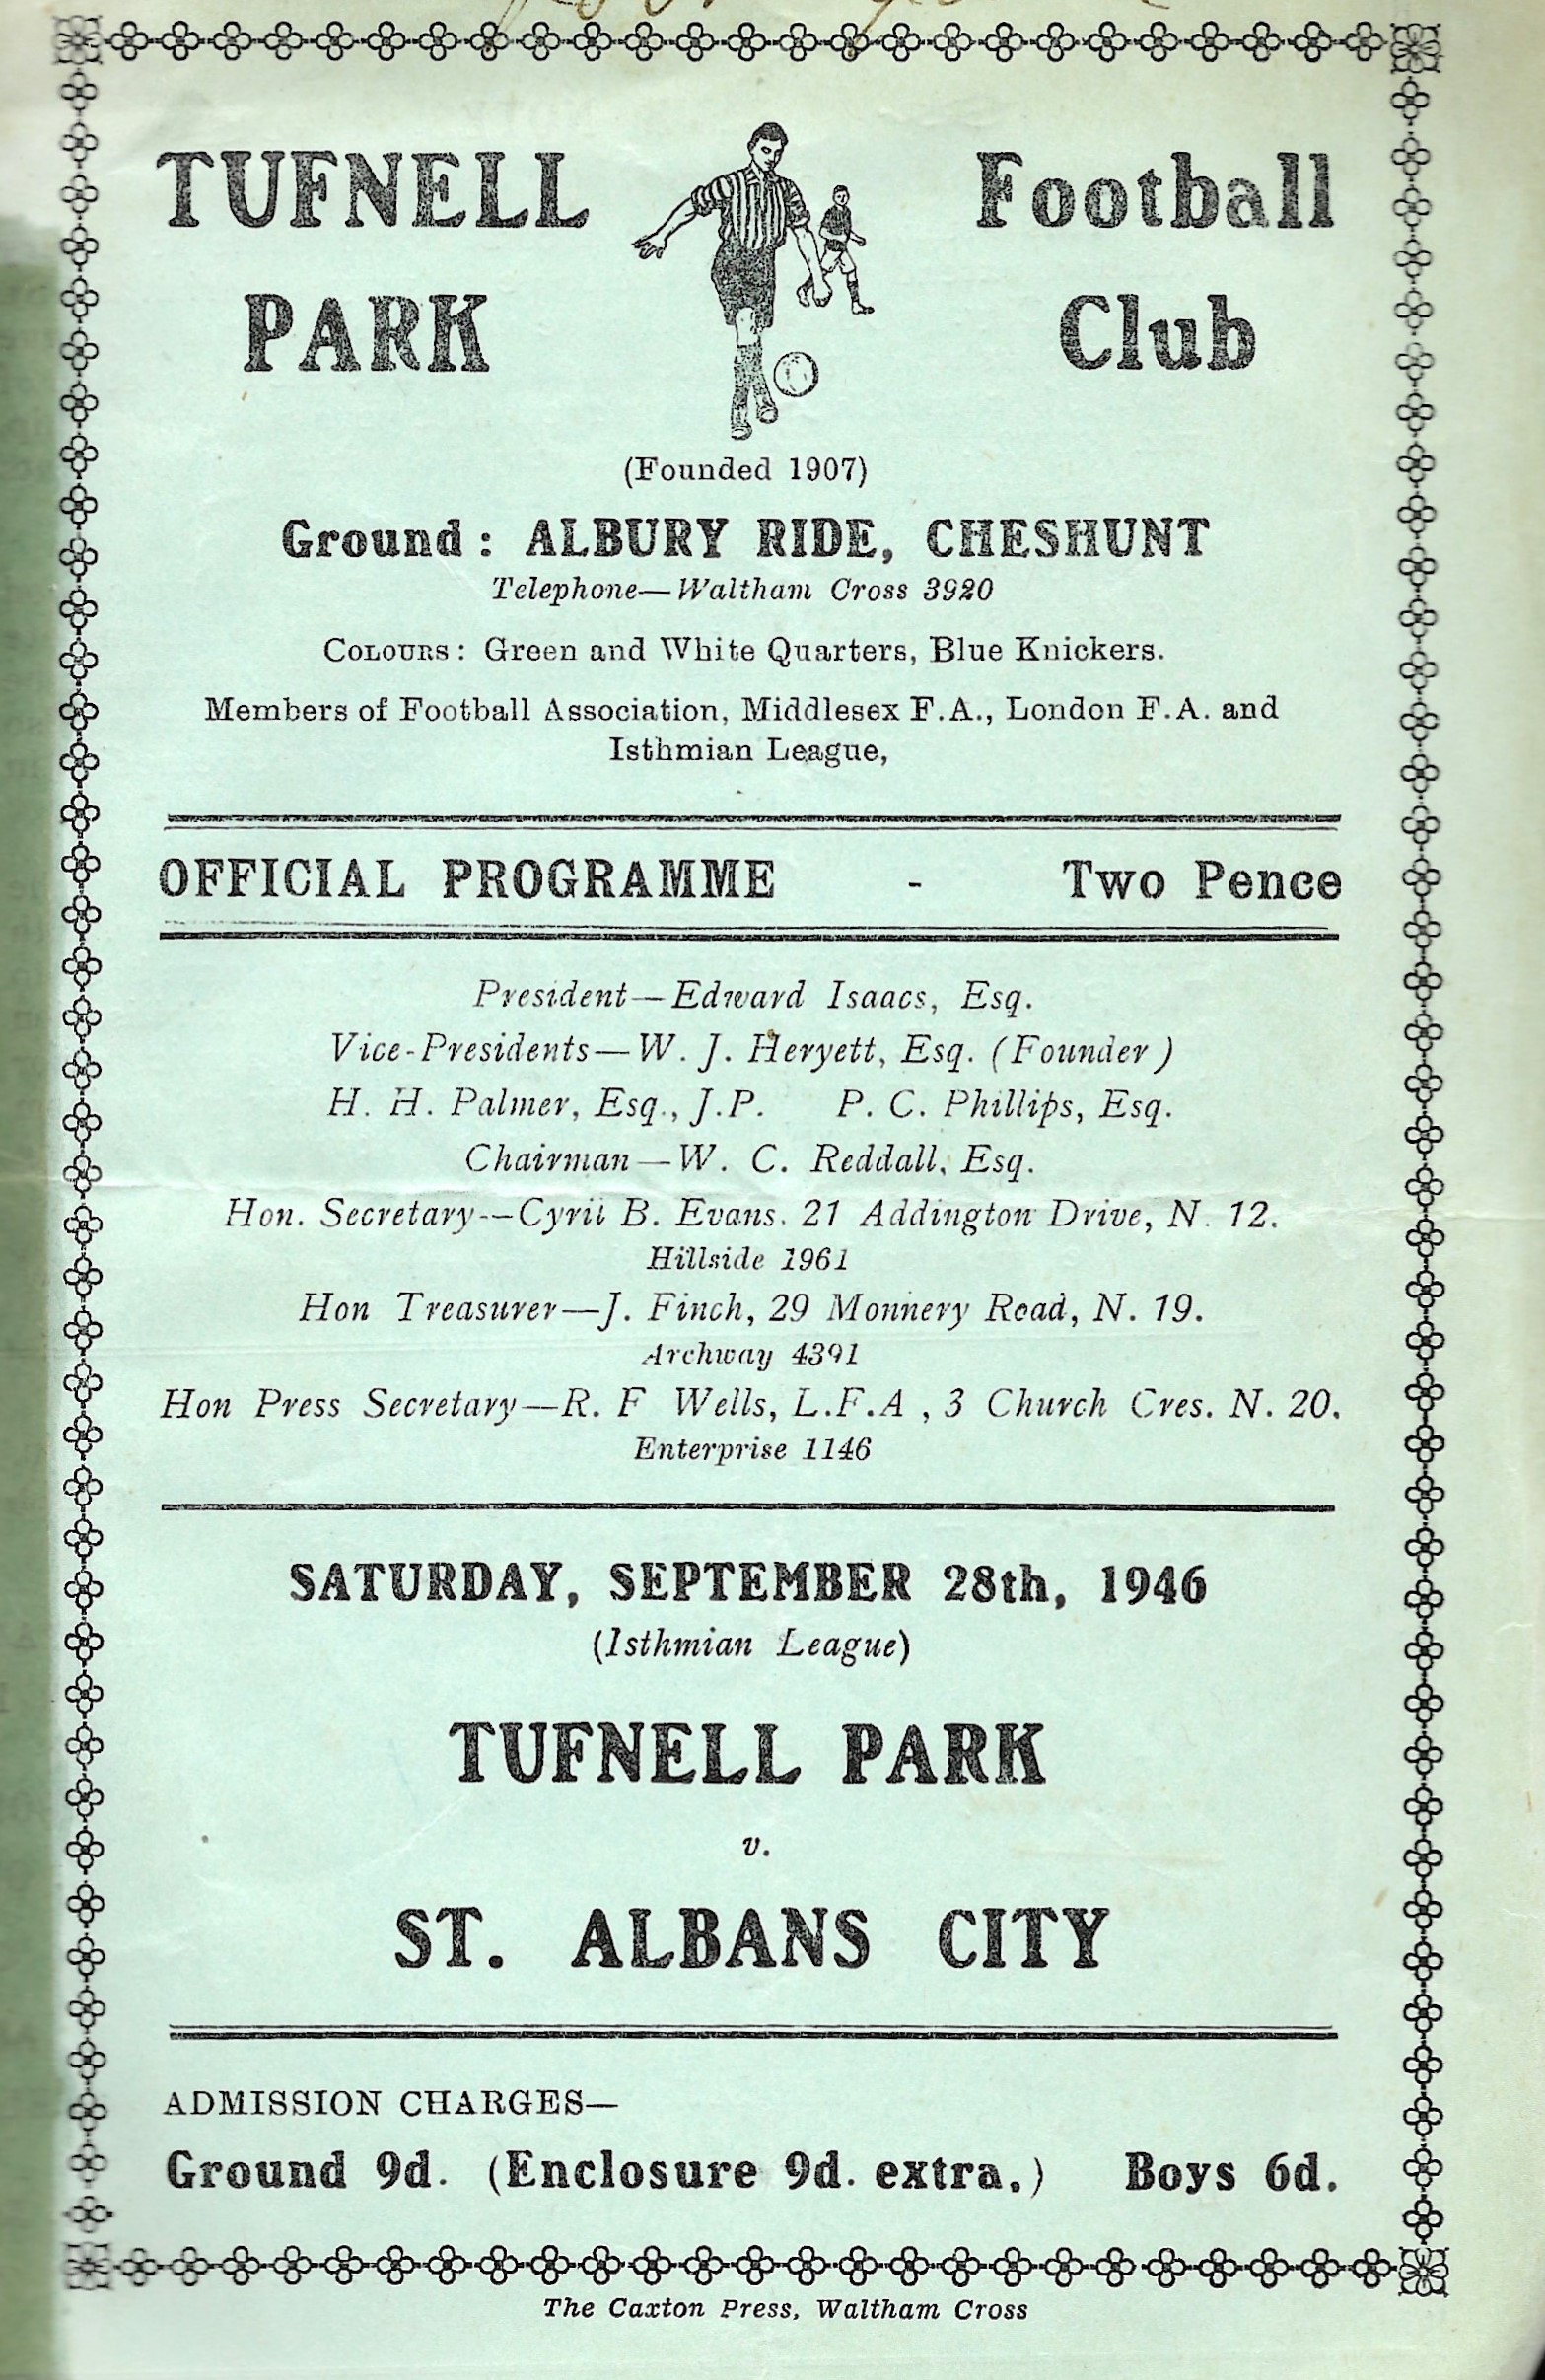 TUFNELL Football
PARK Club
(Founded 1907)
Ground: ALBURY RIDE, CHESHUNT
Telephone—Waltham Cross 3920
COLOURS: Green and White Quarters, Blue Knickers.
Members of Football Association, Middlesex F.A., London F.A. and
Isthmian League,
OFFICIAL PROGRAMME - Two Pence
President—Edward Isaacs, Esq.
Vice-Presidents—W. J. Heryett, Esq. (Founder)
H. H. Palmer, Esq., J.P. P. C. Phillips, Esq.
Chairman—W. C. Reddall, Esq.
Hon. Secretary--Cyril B. Evans. 21 Addington Drive, N. 12.
Hillside 1961
Hon Treasurer—J. Finch, 29 Monnery Road, N. 19.
Archway 4391
Hon Press Secretary—R. F Wells, L.F.A , 3 Church Cres. N. 20.
Enterprise 1146
SATURDAY, SEPTEMBER 28th, 1946
(Isthmian League)
TUFNELL PARK
v.
ST. ALBANS CITY
ADMISSION CHARGES—
Ground 9d. (Enclosure 9d. extra.) Boys 6d.
The Caxton Press, Waltham Cross